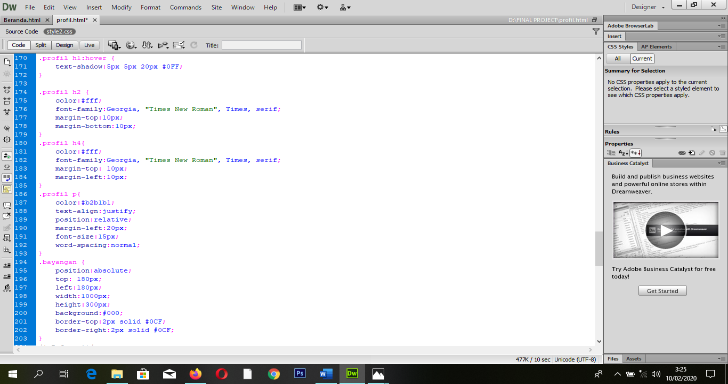 Dw File Edit View Insert Modify Format Commands Site Window Help Designer
Beranda.html × profil.html* × D:\FINAL PROJECT\profil.html
Source Code style2.css
Code Split Design Live Title:
170 .profil h1:hover {
171 text-shadow:5px 5px 20px #0FF;
172 }
173
174 .profil h2 {
175 color:#fff;
176 font-family:Georgia, "Times New Roman", Times, serif;
177 margin-top:10px;
178 margin-bottom:10px;
179 }
180 .profil h4{
181 color:#fff;
182 font-family:Georgia, "Times New Roman", Times, serif;
183 margin-top: 10px;
184 margin-left:10px;
185 }
186 .profil p{
187 color:#b2b1b1;
188 text-align:justify;
189 position:relative;
190 margin-left:20px;
191 font-size:15px;
192 word-spacing:normal;
193 }
194 .bayangan {
195 position:absolute;
196 top: 180px;
197 left:180px;
198 width:1000px;
199 height:300px;
200 background:#000;
201 border-top:2px solid #0CF;
202 border-right:2px solid #0CF;
203 }
477K / 10 sec Unicode (UTF-8)
Adobe BrowserLab
Insert
CSS Styles AP Elements
All Current
Summary for Selection
No CSS properties apply to the current
selection. Please select a styled element to
see which CSS properties apply.
Rules
Properties
Business Catalyst
Build and publish business websites
and powerful online stores within
Dreamweaver.
Try Adobe Business Catalyst for free
today!
Get Started
Files Assets
Ps W Dw
3:25
10/02/2020